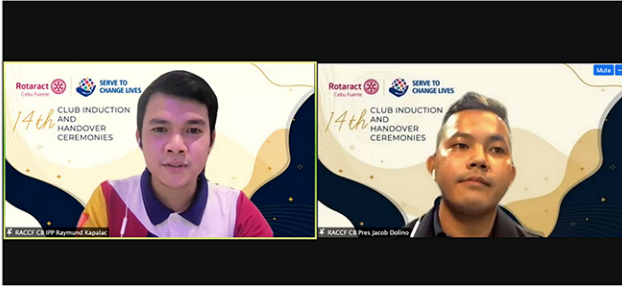 Rotaract
Cebu Fuente
SERVE TO
CHANGE LIVES
14th
CLUB INDUCTION
AND
HANDOVER
CEREMONIES
RACCF CB IPP Raymund Kapalac
Mute
Rotaract
Cebu Fuente
SERVE TO
CHANGE LIVES
14th
CLUB INDUCTION
AND
HANDOVER
CEREMONIES
RACCF CB Pres Jacob Dolino